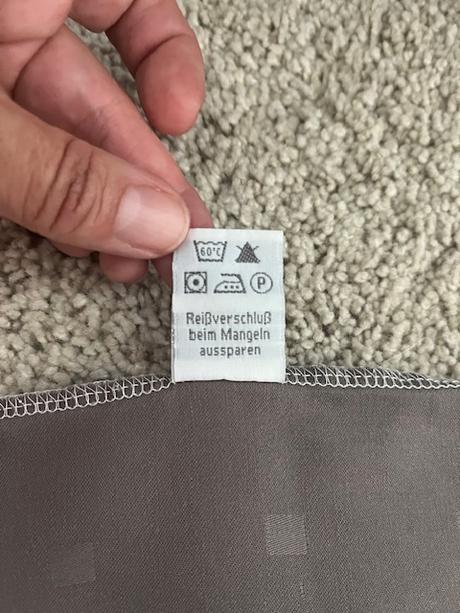 60°C
P
Reißverschluß
beim Mangeln
aussparen